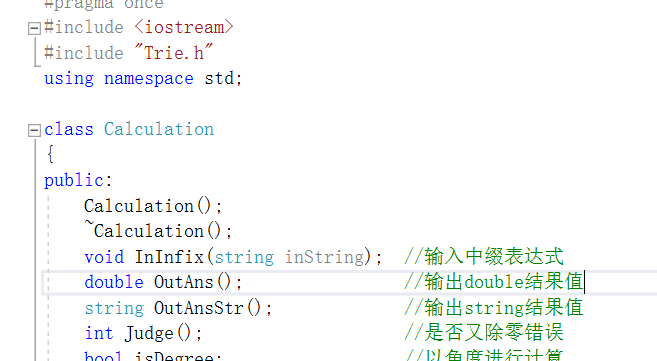 #pragma once
#include <iostream>
#include "Trie.h"
using namespace std;
class Calculation
{
public:
Calculation();
~Calculation();
void InInfix(string inString); //输入中缀表达式
double OutAns(); //输出double结果值
string OutAnsStr(); //输出string结果值
int Judge(); //是否又除零错误
bool isDegree; //以角度进行计算